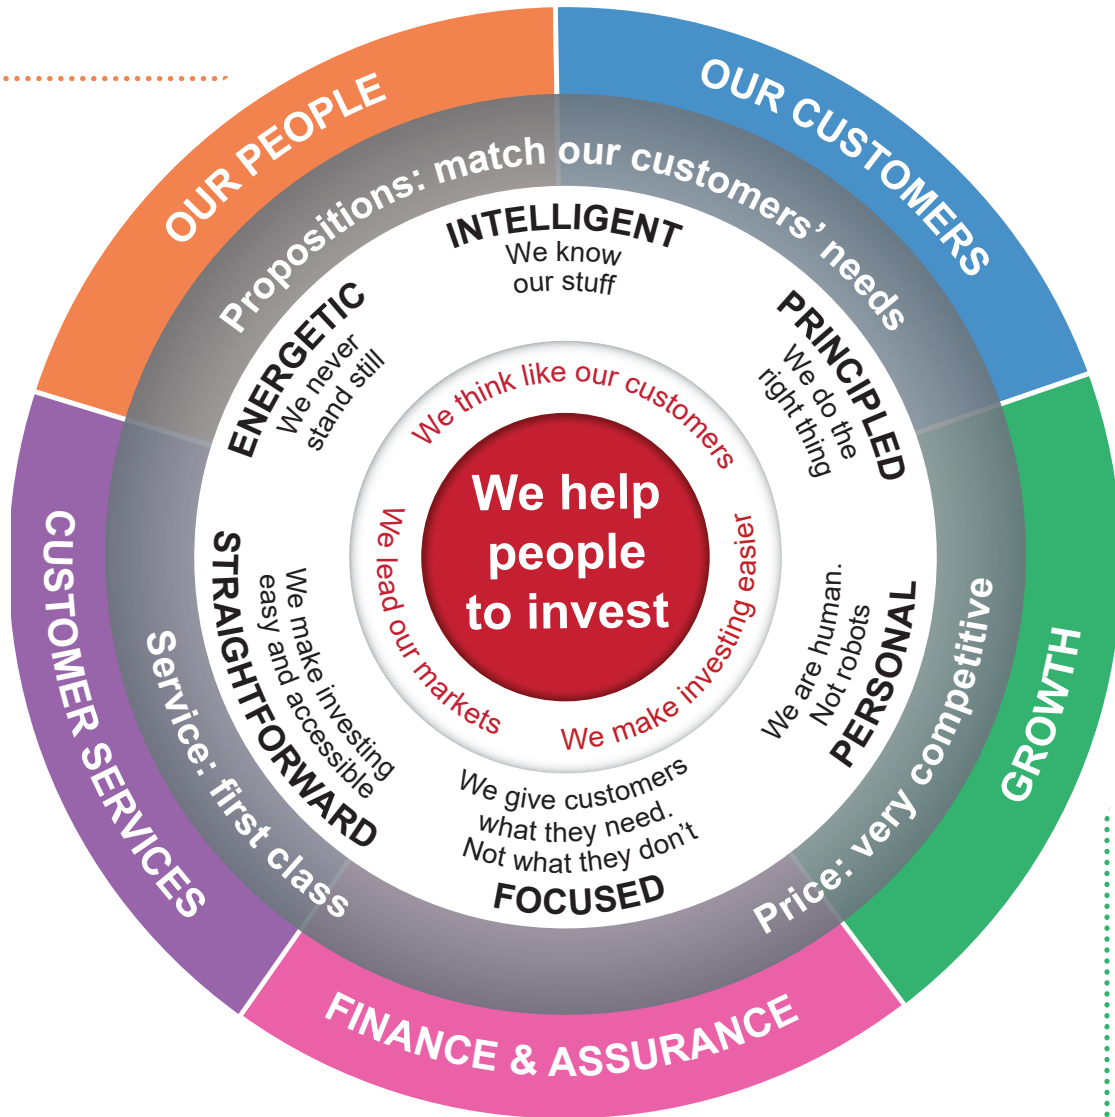 OUR PEOPLE
OUR CUSTOMERS
GROWTH
FINANCE & ASSURANCE
CUSTOMER SERVICES
Propositions: match our customers’ needs
Price: very competitive
Service: first class
INTELLIGENT
We know
our stuff
PRINCIPLED
We do the
right thing
PERSONAL
We are human.
Not robots
FOCUSED
We give customers
what they need.
Not what they don’t
STRAIGHTFORWARD
We make investing
easy and accessible
ENERGETIC
We never
stand still
We think like our customers
We make investing easier
We lead our markets
We help
people
to invest